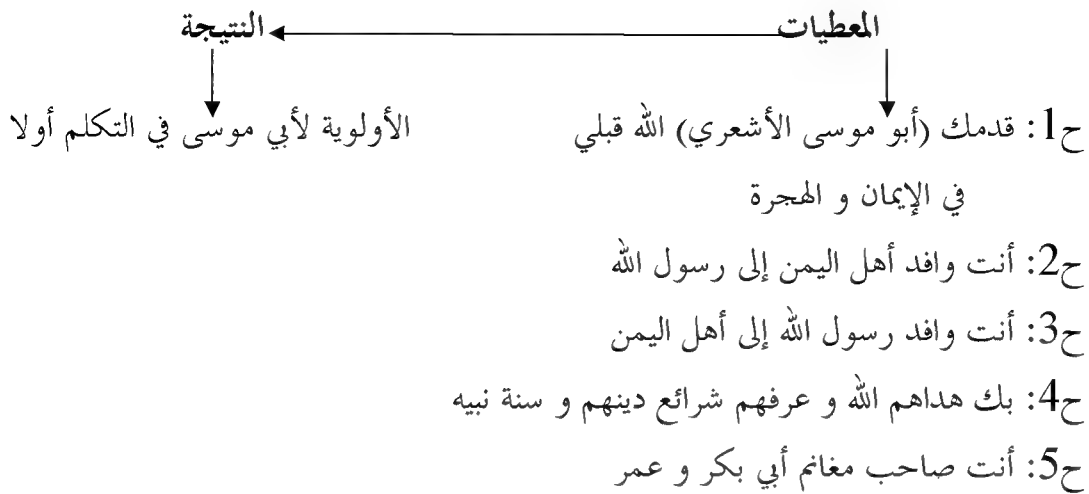 المعطيات النتيجة
ح1: قدمك (أبو موسى الأشعري) الله قبلي الأولوية لأبي موسى في التكلم أولا
في الإيمان و الهجرة
ح2: أنت وافد أهل اليمن إلى رسول الله
ح3: أنت وافد رسول الله إلى أهل اليمن
ح4: بك هداهم الله و عرفهم شرائع دينهم و سنة نبيه
ح5: أنت صاحب مغانم أبي بكر و عمر